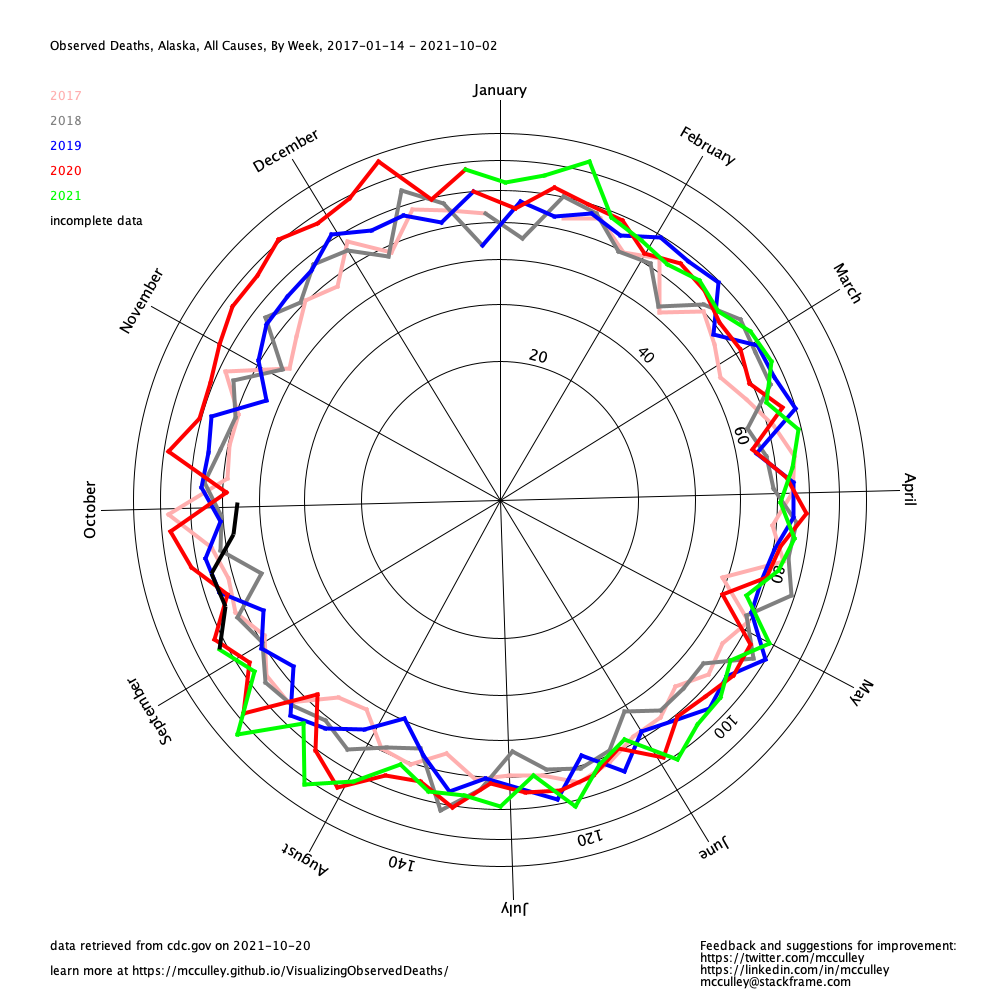 Observed Deaths, Alaska, All Causes, By Week, 2017-01-14 - 2021-10-02
2017
2018
2019
2020
2021
incomplete data
January
February
March
April
May
June
July
August
September
October
November
December
20
40
60
80
100
120
140
data retrieved from cdc.gov on 2021-10-20
learn more at https://mcculley.github.io/VisualizingObservedDeaths/
Feedback and suggestions for improvement:
https://twitter.com/mcculley
https://linkedin.com/in/mcculley
mcculley@stackframe.com